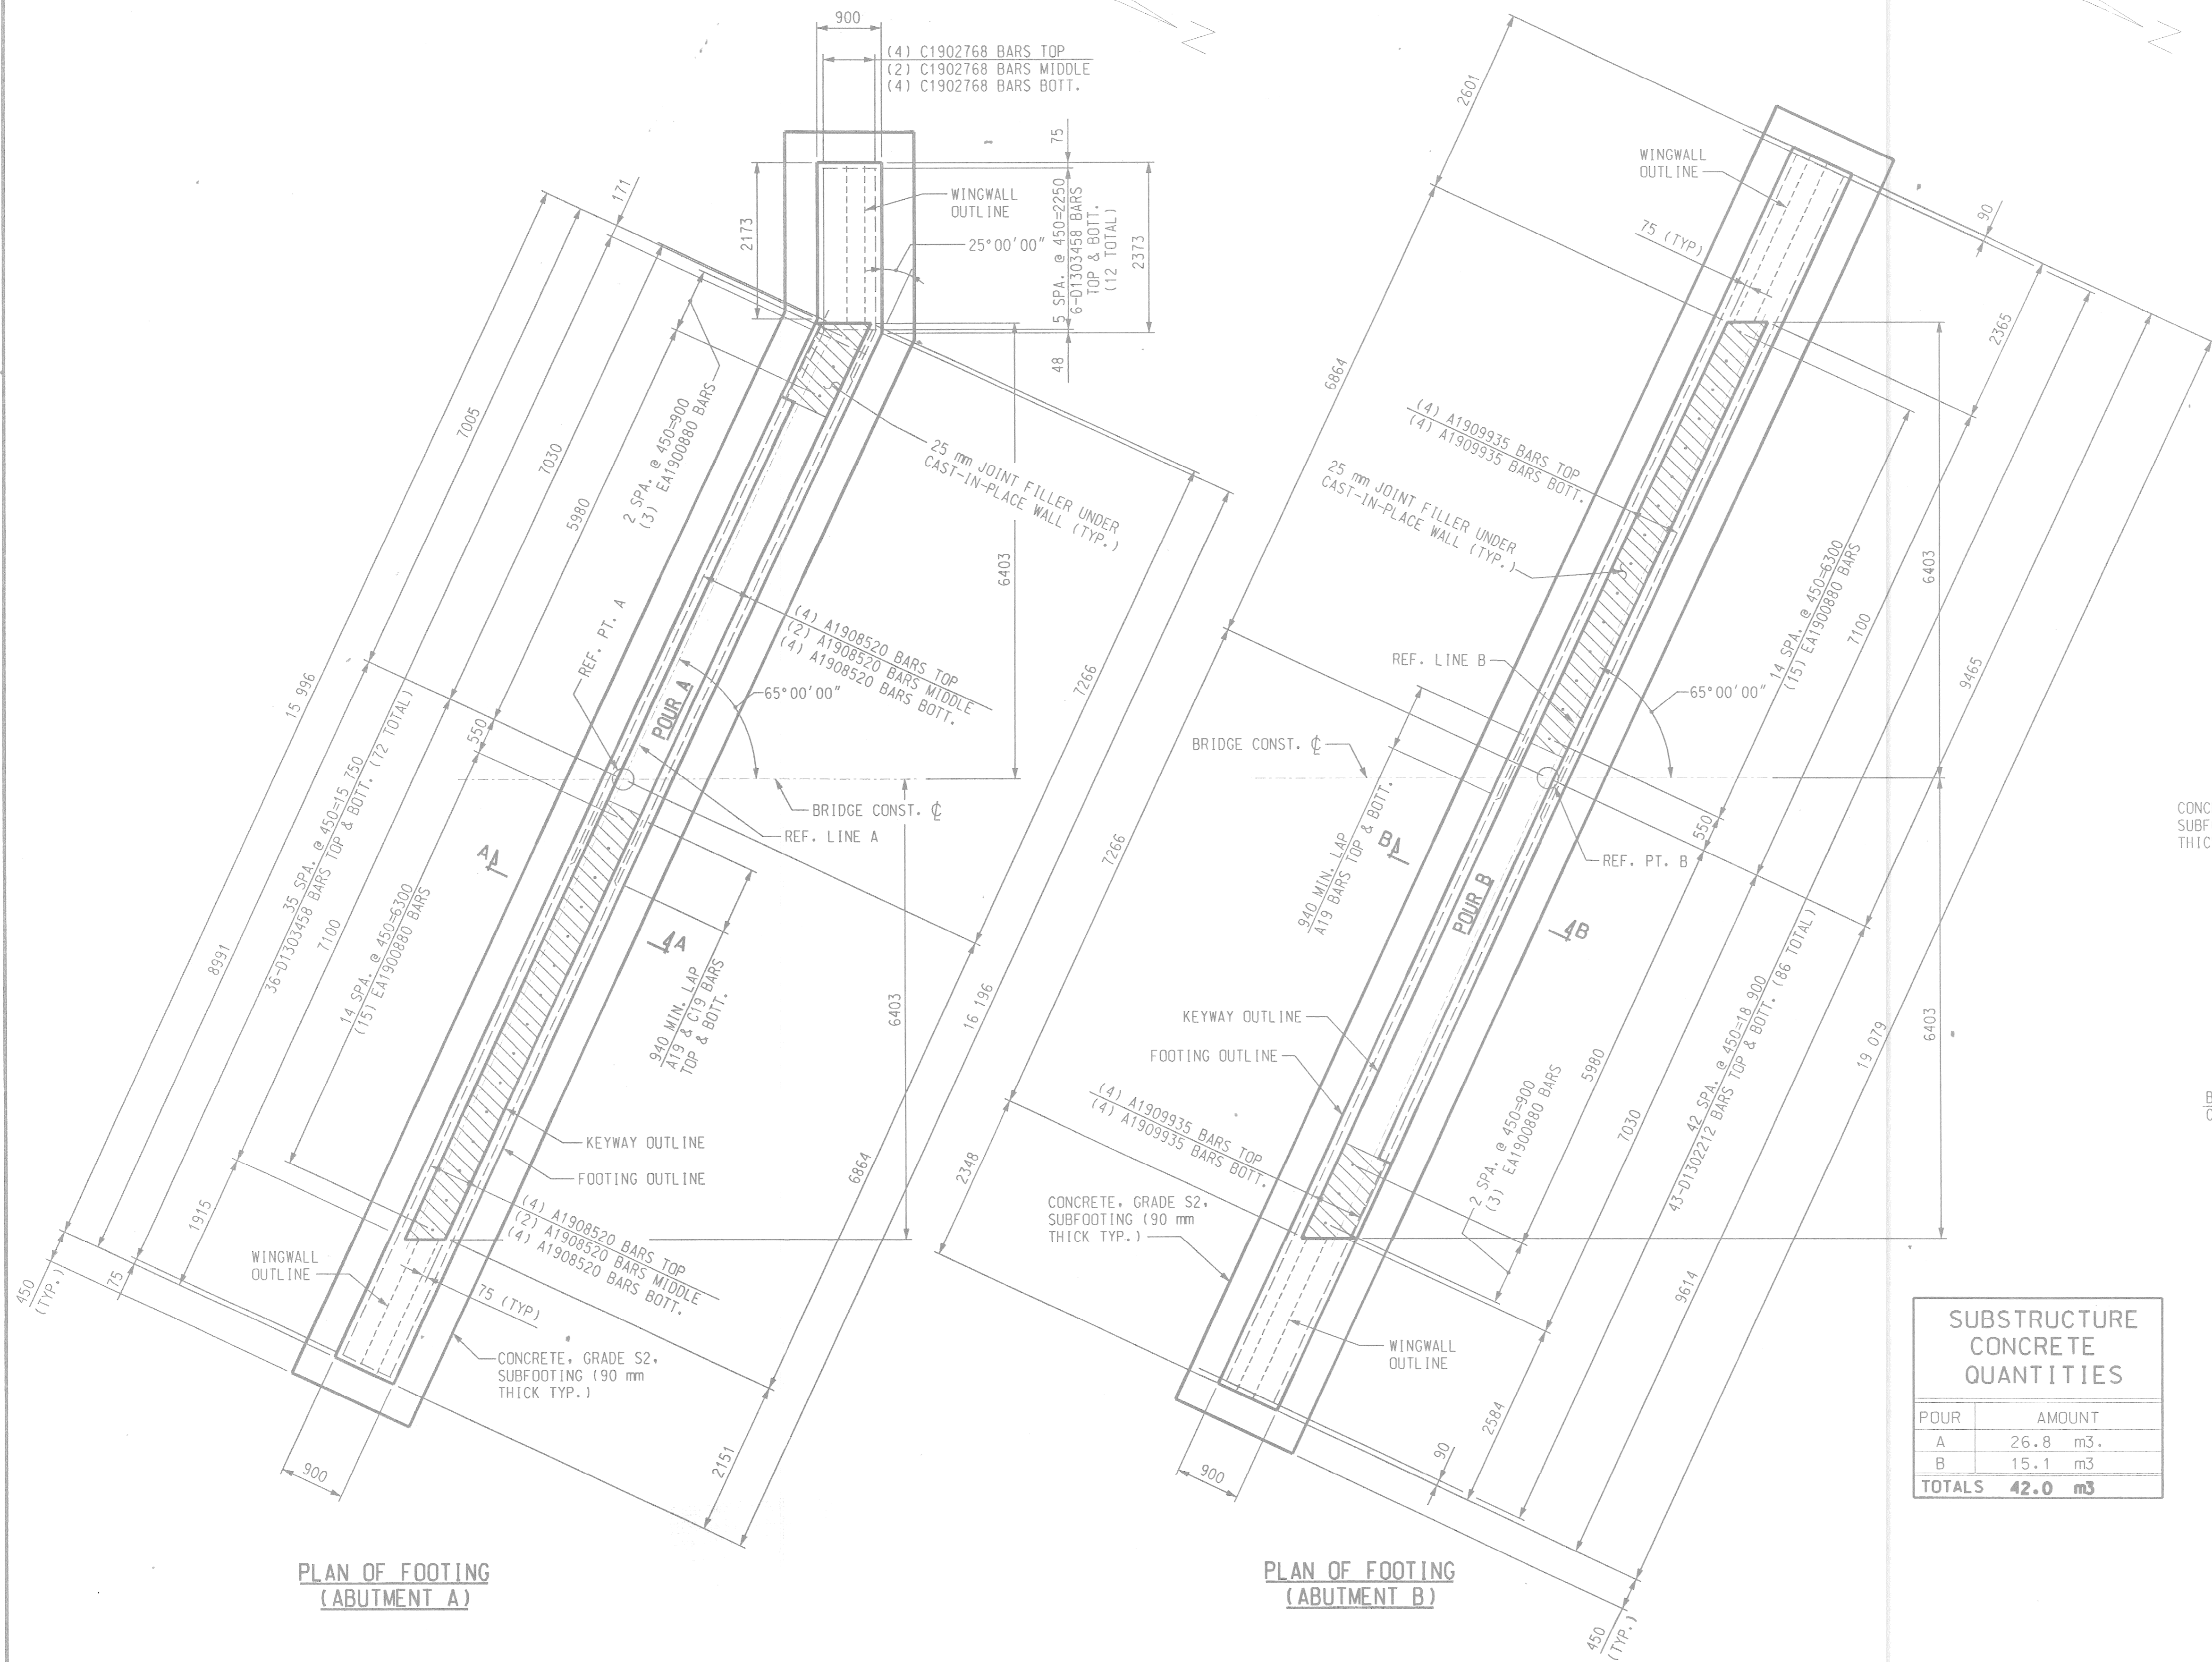 900
(4) C1902768 BARS TOP
(2) C1902768 BARS MIDDLE
(4) C1902768 BARS BOTT.
75
WINGWALL
OUTLINE
25°00'00"
2173
5 SPA. @ 450=2250
6-D1303458 BARS
TOP & BOTT.
(12 TOTAL)
2373
48
171
7005
7030
5980
2 SPA. @ 450=900
(3) EA1900880 BARS
25 mm JOINT FILLER UNDER
CAST-IN-PLACE WALL (TYP.)
6403
REF. PT. A
(4) A1908520 BARS TOP
(2) A1908520 BARS MIDDLE
(4) A1908520 BARS BOTT.
POUR A
65°00'00"
7266
15 996
550
BRIDGE CONST. ℄
REF. LINE A
35 SPA. @ 450=15 750
36-D1303458 BARS TOP & BOTT. (72 TOTAL)
A
A
8991
7100
14 SPA. @ 450=6300
(15) EA1900880 BARS
940 MIN. LAP
A19 & C19 BARS
TOP & BOTT.
6403
16 196
6864
KEYWAY OUTLINE
FOOTING OUTLINE
1915
(4) A1908520 BARS TOP
(2) A1908520 BARS MIDDLE
(4) A1908520 BARS BOTT.
WINGWALL
OUTLINE
450
(TYP.)
75
75 (TYP)
CONCRETE, GRADE S2,
SUBFOOTING (90 mm
THICK TYP.)
900
2151
PLAN OF FOOTING
(ABUTMENT A)
2601
WINGWALL
OUTLINE
75 (TYP)
90
2365
6864
(4) A1909935 BARS TOP
(4) A1909935 BARS BOTT.
25 mm JOINT FILLER UNDER
CAST-IN-PLACE WALL (TYP.)
14 SPA. @ 450=6300
(15) EA1900880 BARS
7100
6403
9465
REF. LINE B
65°00'00"
BRIDGE CONST. ℄
REF. PT. B
550
940 MIN. LAP
A19 BARS TOP & BOTT.
B
B
POUR B
7266
KEYWAY OUTLINE
FOOTING OUTLINE
6403
42 SPA. @ 450=18 900
43-D1302212 BARS TOP & BOTT. (86 TOTAL)
19 079
5980
7030
2 SPA. @ 450=900
(3) EA1900880 BARS
(4) A1909935 BARS TOP
(4) A1909935 BARS BOTT.
2348
CONCRETE, GRADE S2,
SUBFOOTING (90 mm
THICK TYP.)
9614
WINGWALL
OUTLINE
2584
90
900
450
(TYP.)
PLAN OF FOOTING
(ABUTMENT B)
CONC
SUBF
THIC
SUBSTRUCTURE
CONCRETE
QUANTITIES
POUR AMOUNT
A 26.8 m3.
B 15.1 m3
TOTALS 42.0 m3